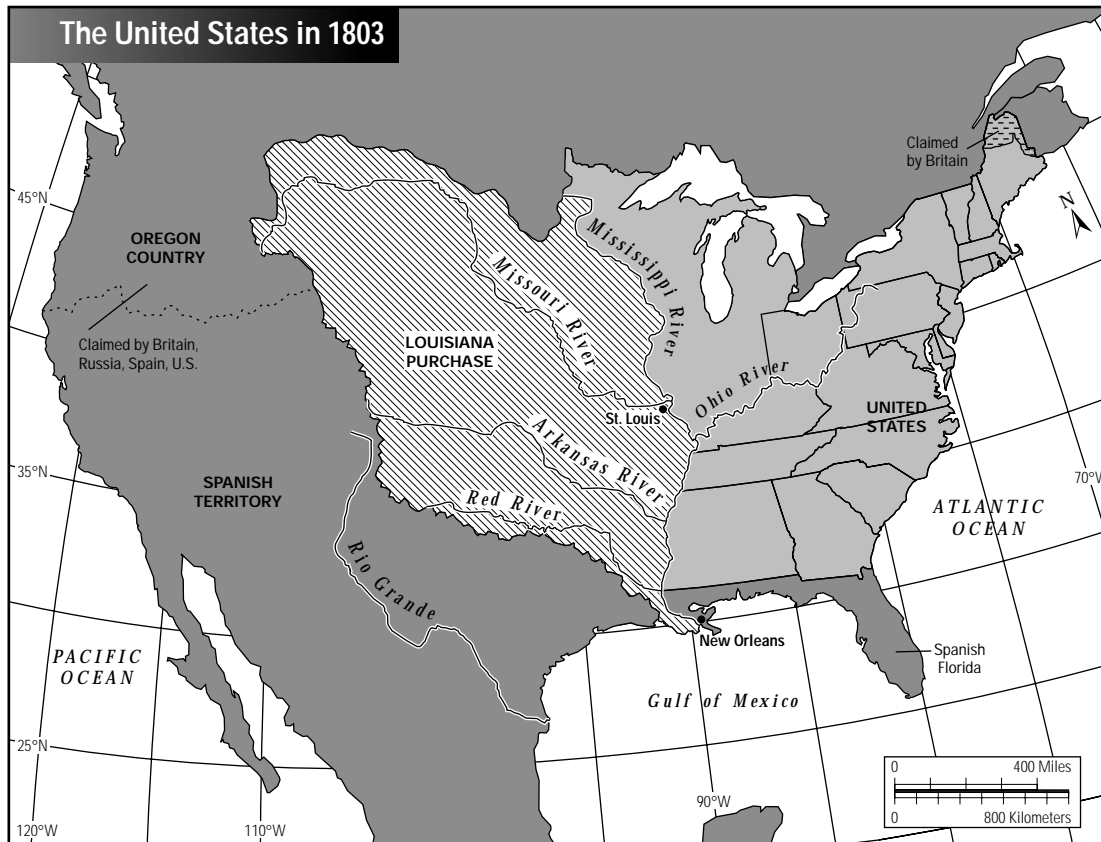 The United States in 1803
Claimed
by Britain
N
45°N
OREGON
COUNTRY
Mississippi River
Missouri River
Claimed by Britain,
Russia, Spain, U.S.
LOUISIANA
PURCHASE
Ohio River
St. Louis
UNITED
STATES
Arkansas River
35°N
SPANISH
TERRITORY
Red River
70°W
ATLANTIC
OCEAN
Rio Grande
New Orleans
PACIFIC
OCEAN
Spanish
Florida
Gulf of Mexico
25°N
0 400 Miles
0 800 Kilometers
90°W
120°W
110°W